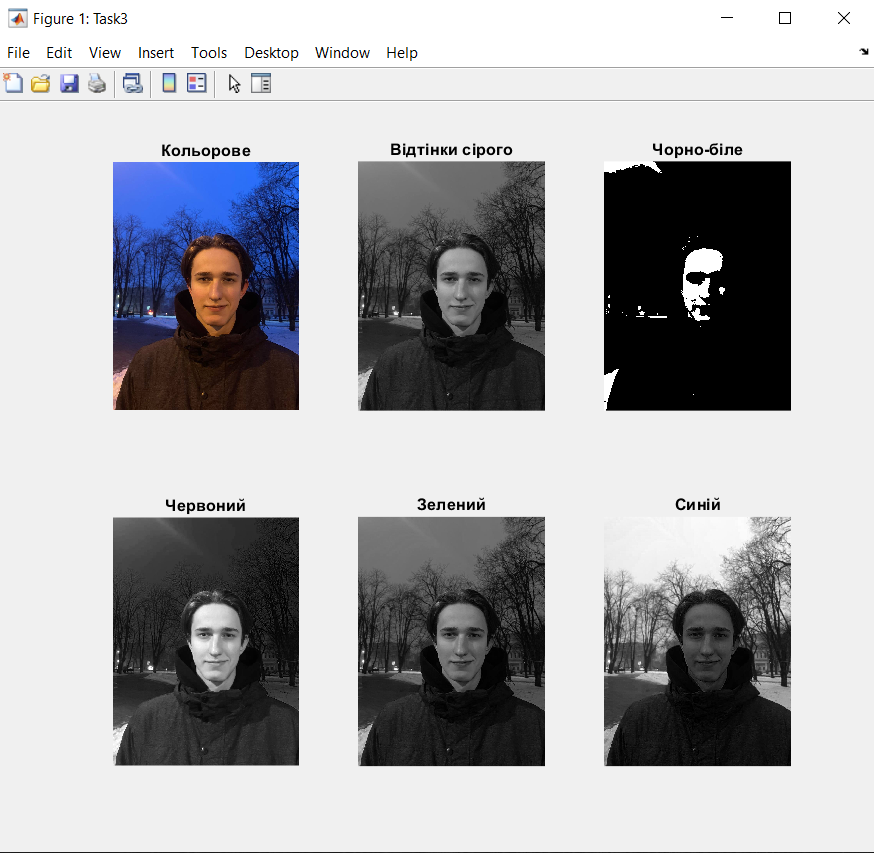 Figure 1: Task3
File Edit View Insert Tools Desktop Window Help
Кольорове Відтінки сірого Чорно-біле
Червоний Зелений Синій